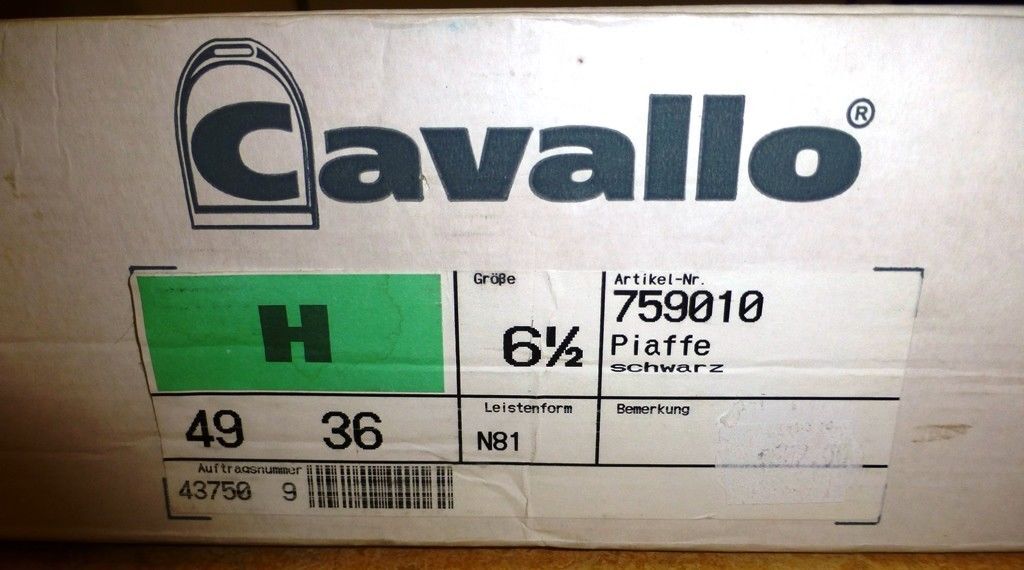 Cavallo®
H
Größe
6½
Artikel-Nr.
759010
Piaffe
schwarz
49 36
Leistenform
N81
Bemerkung
Auftragsnummer
43750 9